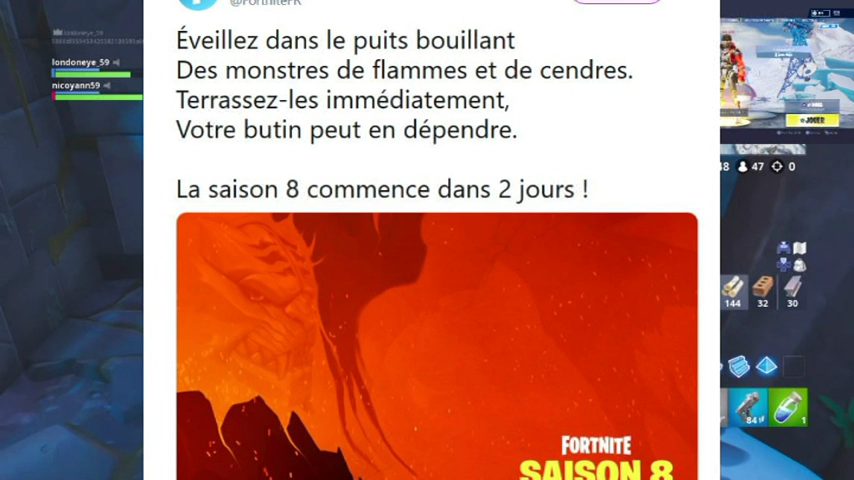 @FortniteFR
Éveillez dans le puits bouillant
Des monstres de flammes et de cendres.
Terrassez-les immédiatement,
Votre butin peut en dépendre.
La saison 8 commence dans 2 jours !
FORTNITE
SAISON 8
londoneye_59
nicoyann59
JOUER
47
0
144
32
30
84
1